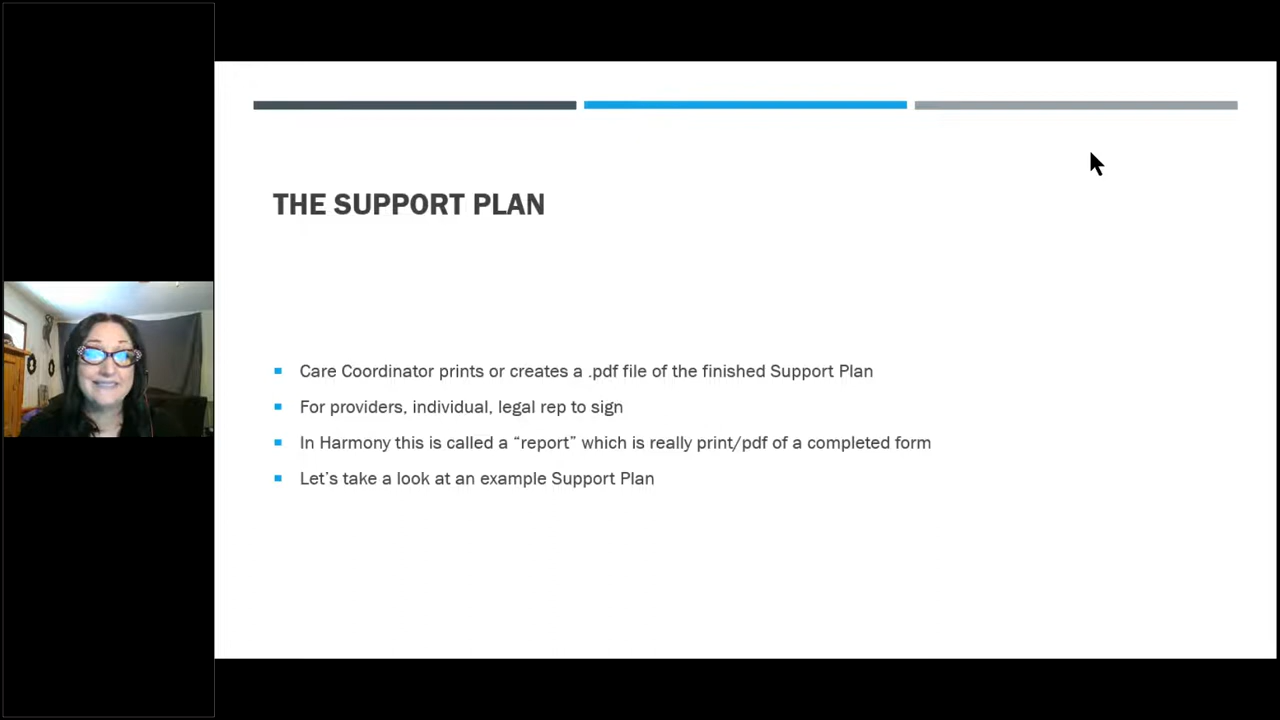 THE SUPPORT PLAN
Care Coordinator prints or creates a .pdf file of the finished Support Plan
For providers, individual, legal rep to sign
In Harmony this is called a “report” which is really print/pdf of a completed form
Let’s take a look at an example Support Plan